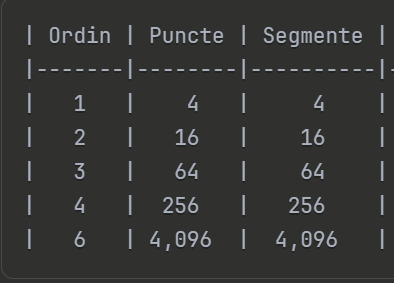 | Ordin | Puncte | Segmente |
|-------|--------|----------|-
| 1 | 4 | 4 |
| 2 | 16 | 16 |
| 3 | 64 | 64 |
| 4 | 256 | 256 |
| 6 | 4,096 | 4,096 |